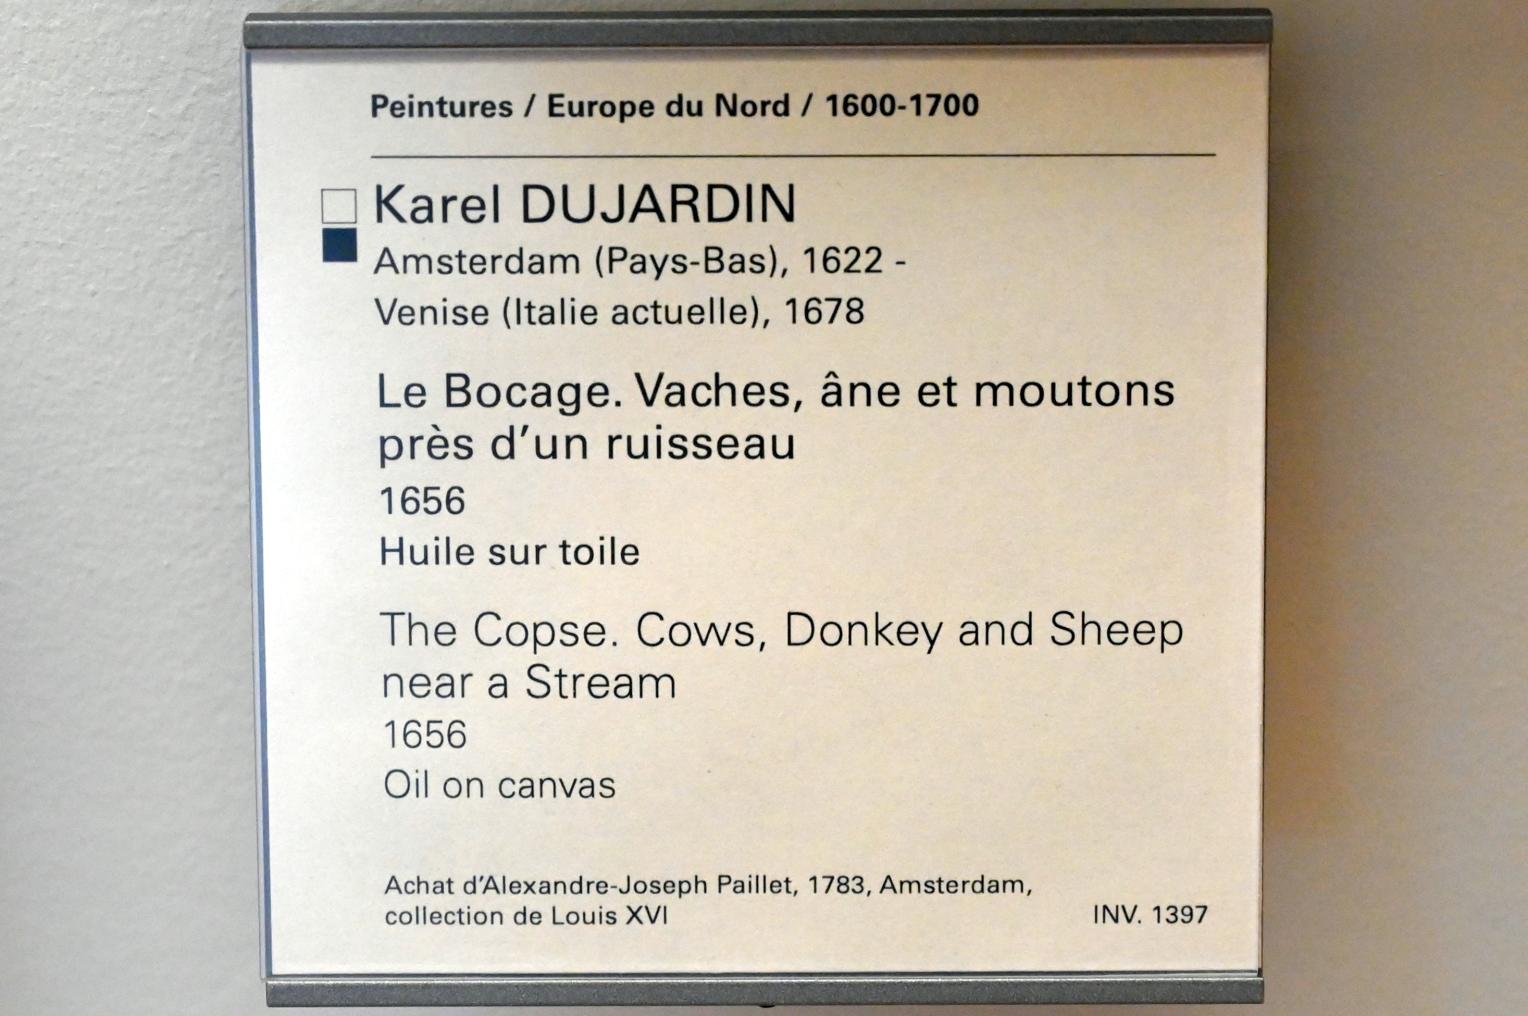 Peintures / Europe du Nord / 1600-1700
Karel DUJARDIN
Amsterdam (Pays-Bas), 1622 -
Venise (Italie actuelle), 1678
Le Bocage. Vaches, âne et moutons
près d’un ruisseau
1656
Huile sur toile
The Copse. Cows, Donkey and Sheep
near a Stream
1656
Oil on canvas
Achat d’Alexandre-Joseph Paillet, 1783, Amsterdam,
collection de Louis XVI
INV. 1397